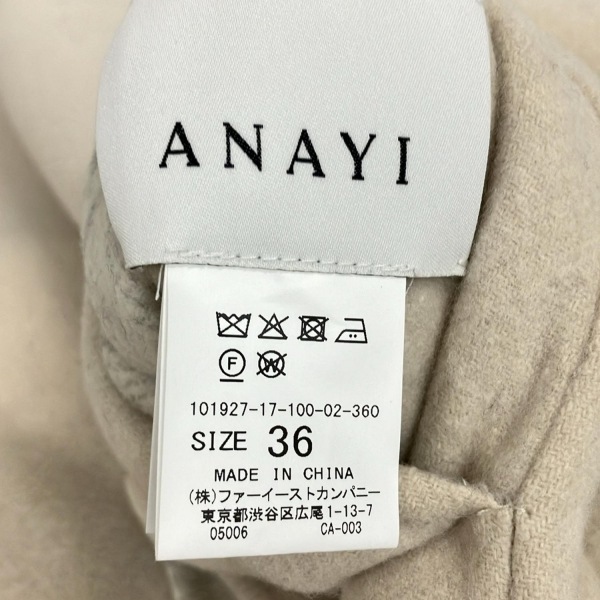 ANAYI
F W
101927-17-100-02-360
SIZE 36
MADE IN CHINA
(株)ファーイーストカンパニー
東京都渋谷区広尾1-13-7
05006 CA-003